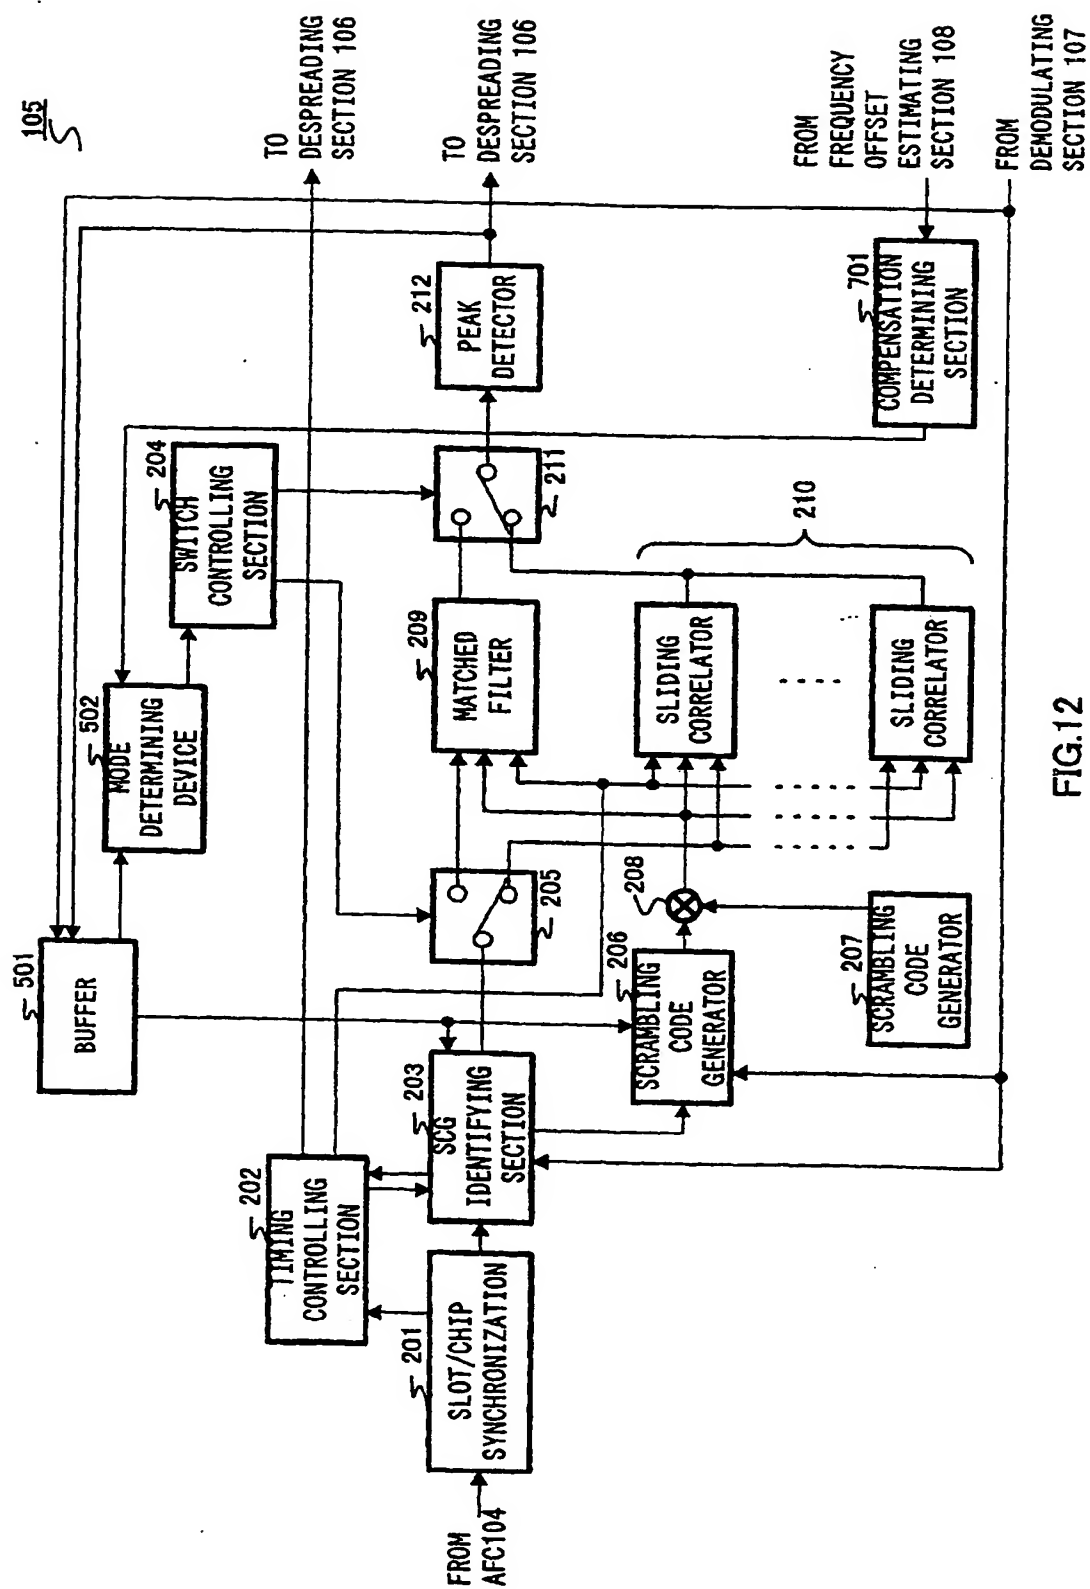 105
TO
DESPREADING
SECTION 106
TO
DESPREADING
SECTION 106
FROM
FREQUENCY
OFFSET
ESTIMATING
SECTION 108
FROM
DEMODULATING
SECTION 107
501
BUFFER
502
MODE
DETERMINING
DEVICE
204
SWITCH
CONTROLLING
SECTION
202
TIMING
CONTROLLING
SECTION
FROM
AFC104
201
SLOT/CHIP
SYNCHRONIZATION
203
SCG
IDENTIFYING
SECTION
205
209
MATCHED
FILTER
211
212
PEAK
DETECTOR
206
SCRAMBLING
CODE
GENERATOR
208
207
SCRAMBLING
CODE
GENERATOR
SLIDING
CORRELATOR
SLIDING
CORRELATOR
210
701
COMPENSATION
DETERMINING
SECTION
FIG.12